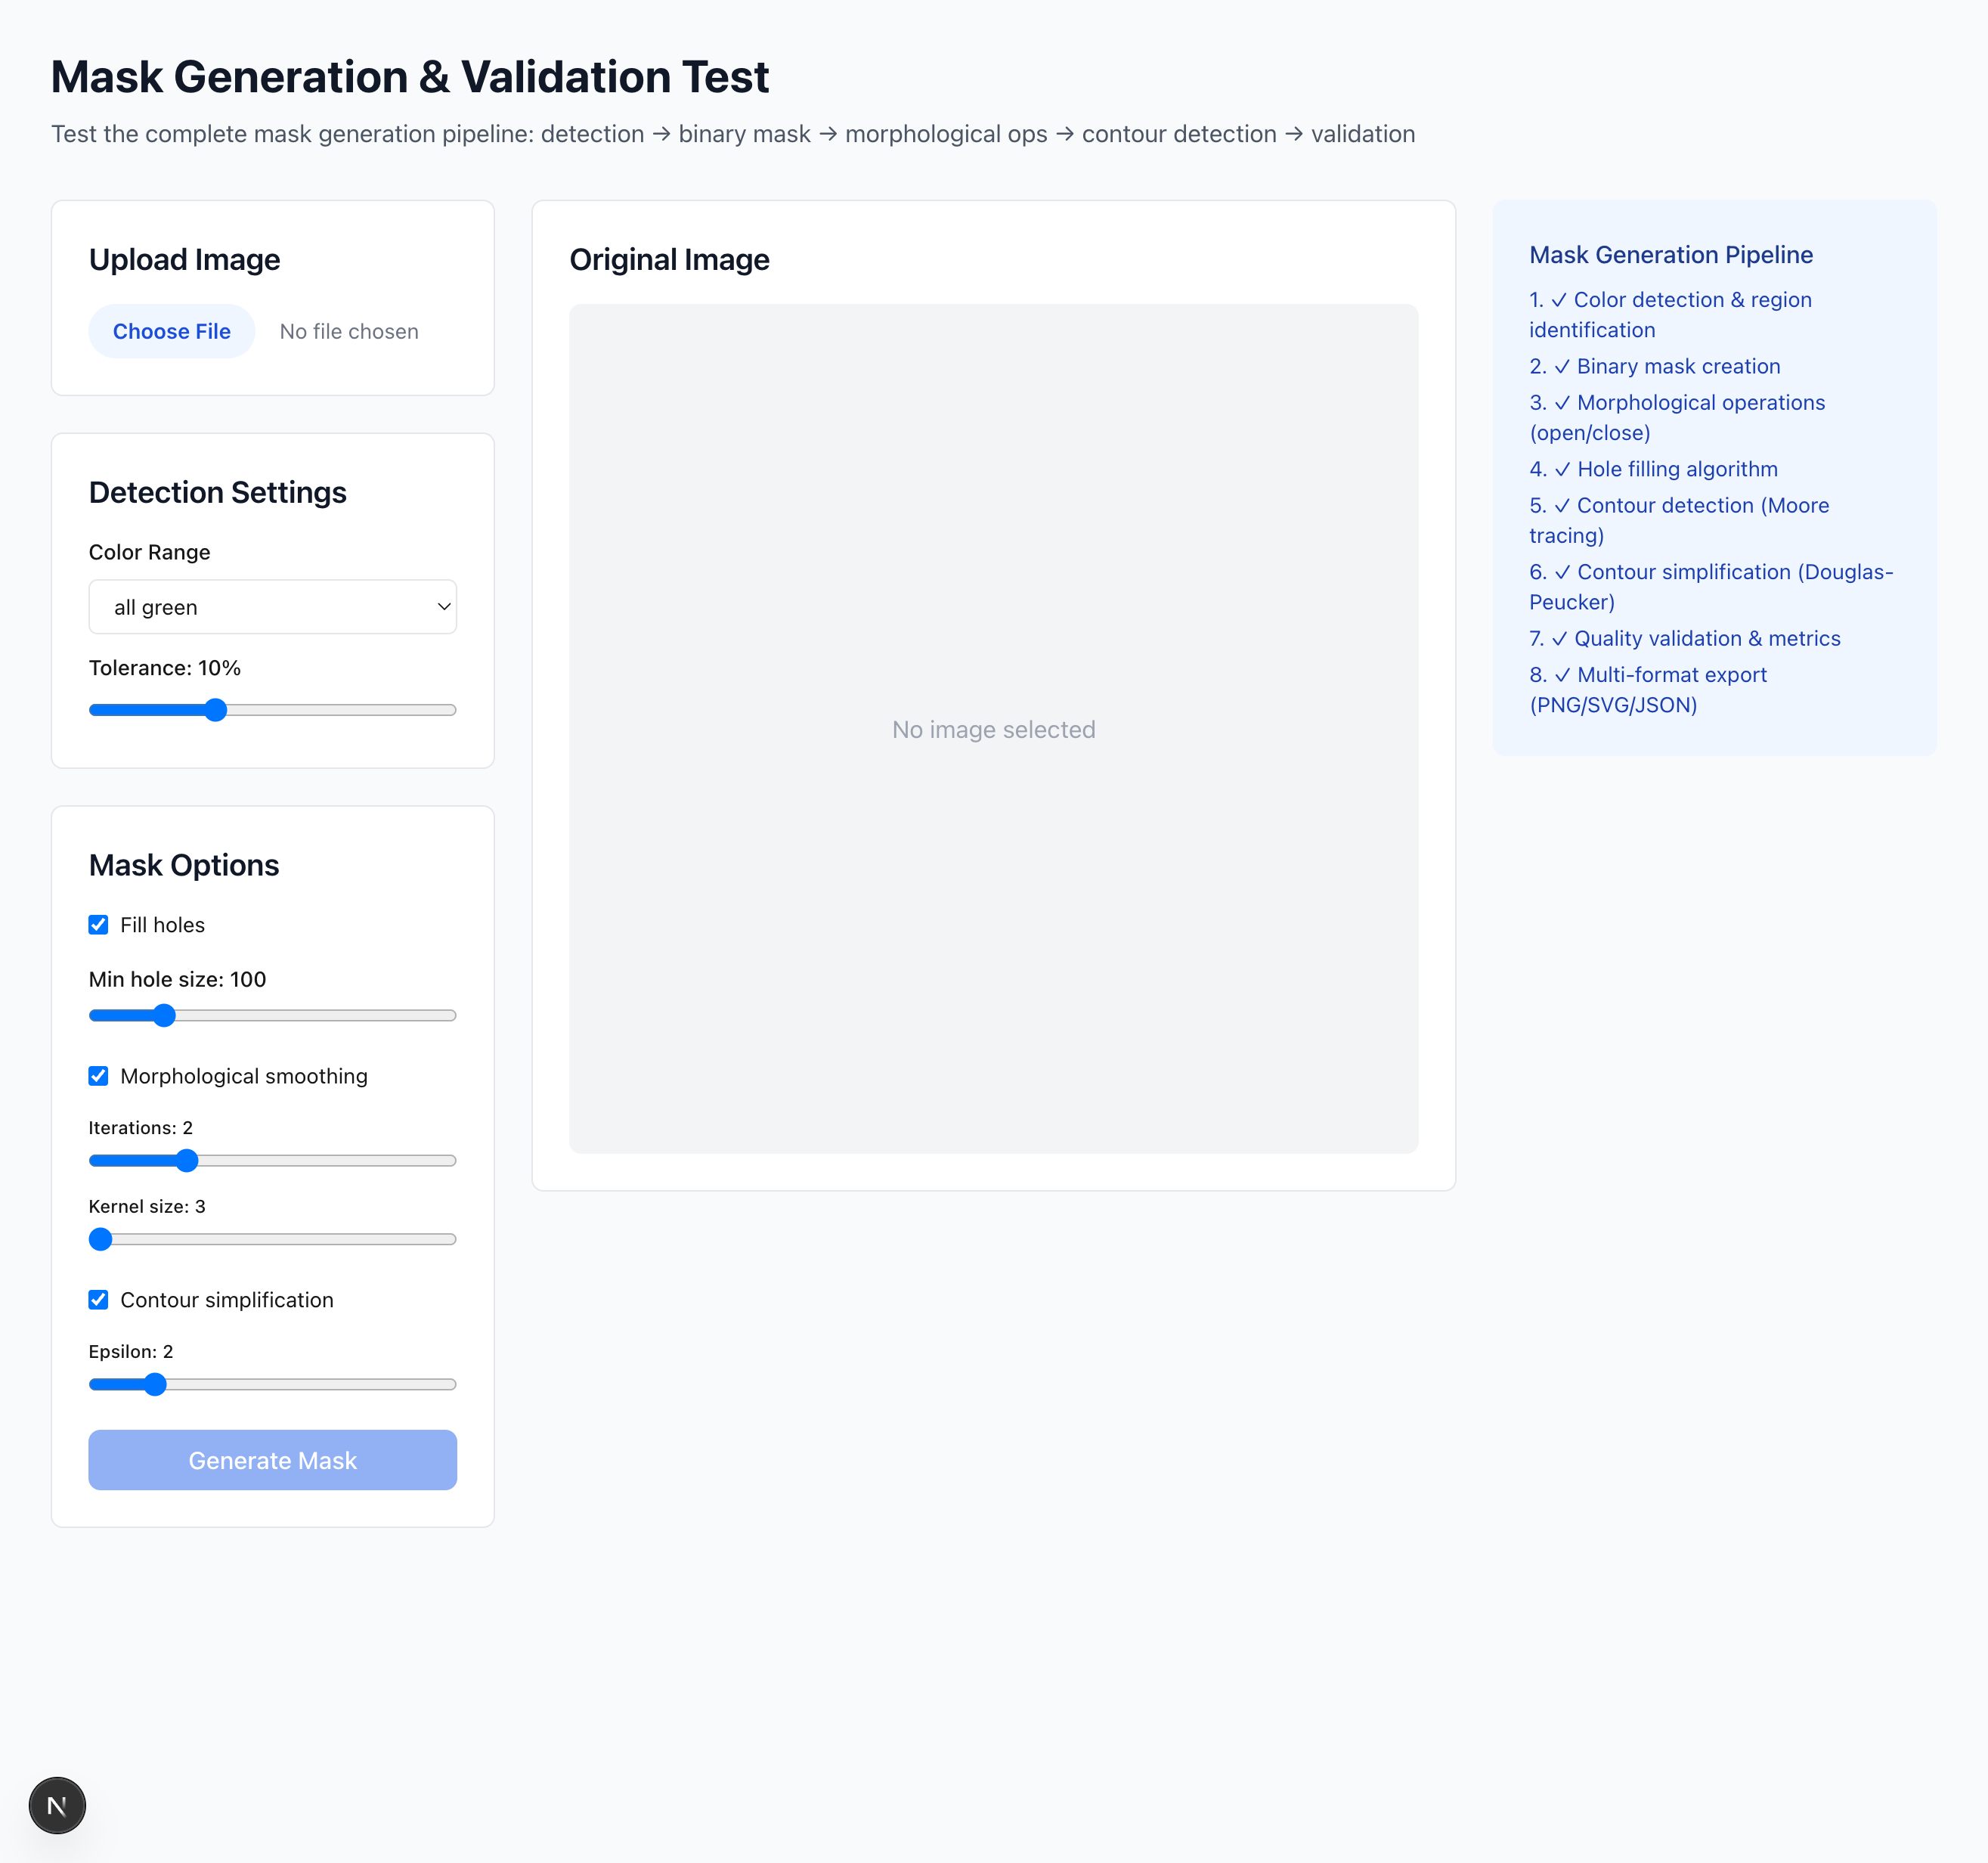 Mask Generation & Validation Test
Test the complete mask generation pipeline: detection → binary mask → morphological ops → contour detection → validation
Upload Image
Choose File No file chosen
Detection Settings
Color Range
all green
Tolerance: 10%
Mask Options
Fill holes
Min hole size: 100
Morphological smoothing
Iterations: 2
Kernel size: 3
Contour simplification
Epsilon: 2
Generate Mask
Original Image
No image selected
Mask Generation Pipeline
1. ✓ Color detection & region
identification
2. ✓ Binary mask creation
3. ✓ Morphological operations
(open/close)
4. ✓ Hole filling algorithm
5. ✓ Contour detection (Moore
tracing)
6. ✓ Contour simplification (Douglas-
Peucker)
7. ✓ Quality validation & metrics
8. ✓ Multi-format export
(PNG/SVG/JSON)
N